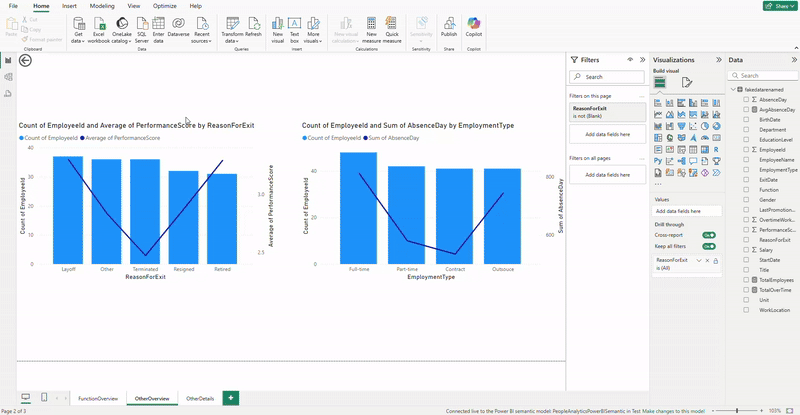 File Home Insert Modeling View Optimize Help Share
Paste Cut Copy Format painter
Get data Excel workbook OneLake catalog SQL Server Enter data Dataverse Recent sources Transform data Refresh New visual Text box More visuals New visual calculation New measure Quick measure Sensitivity Publish Copilot
Clipboard Data Queries Insert Calculations Sensitivity Share Copilot
Count of EmployeeId and Average of PerformanceScore by ReasonForExit
Count of EmployeeId Average of PerformanceScore
40
30
20
10
0
Count of EmployeeId
3.0
2.5
Average of PerformanceScore
Layoff Other Terminated Resigned Retired
ReasonForExit
Count of EmployeeId and Sum of AbsenceDay by EmploymentType
Count of EmployeeId Sum of AbsenceDay
40
20
0
Count of EmployeeId
800
600
Sum of AbsenceDay
Full-time Part-time Contract Outsouce
EmploymentType
Filters
Search
Filters on this page
ReasonForExit
is not (Blank)
Add data fields here
Filters on all pages
Add data fields here
Visualizations
Build visual
Values
Add data fields here
Drill through
Cross-report On
Keep all filters On
ReasonForExit
is (All)
Data
Search
fakedatarenamed
AbsenceDay
AvgAbsenceDay
BirthDate
Department
EducationLevel
EmployeeId
EmployeeName
EmploymentType
ExitDate
Function
Gender
LastPromotion...
OvertimeWork...
PerformanceSc...
ReasonForExit
Salary
StartDate
Title
TotalEmployees
TotalOverTime
Unit
WorkLocation
FunctionOverview OtherOverview OtherDetails
Page 2 of 3
Connected live to the Power BI semantic model: PeopleAnalyticsPowerBISemantic in Test Make changes to this model
103%